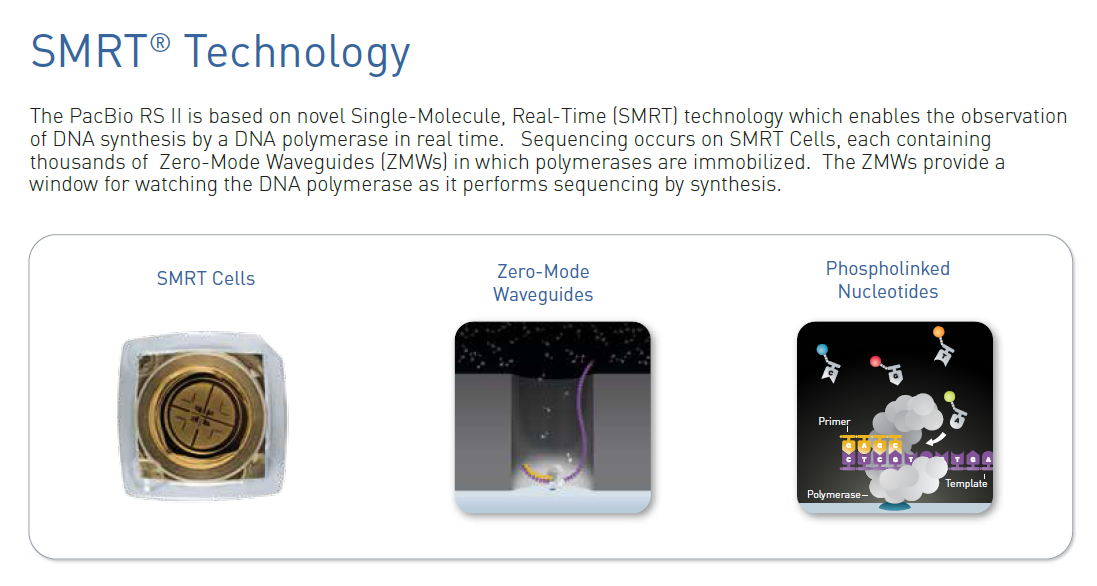 SMRT® Technology
The PacBio RS II is based on novel Single-Molecule, Real-Time (SMRT) technology which enables the observation
of DNA synthesis by a DNA polymerase in real time. Sequencing occurs on SMRT Cells, each containing
thousands of Zero-Mode Waveguides (ZMWs) in which polymerases are immobilized. The ZMWs provide a
window for watching the DNA polymerase as it performs sequencing by synthesis.
SMRT Cells
Zero-Mode
Waveguides
Phospholinked
Nucleotides
T
C
G
A
Primer
G A G C
C T C G T T G A
Template
Polymerase